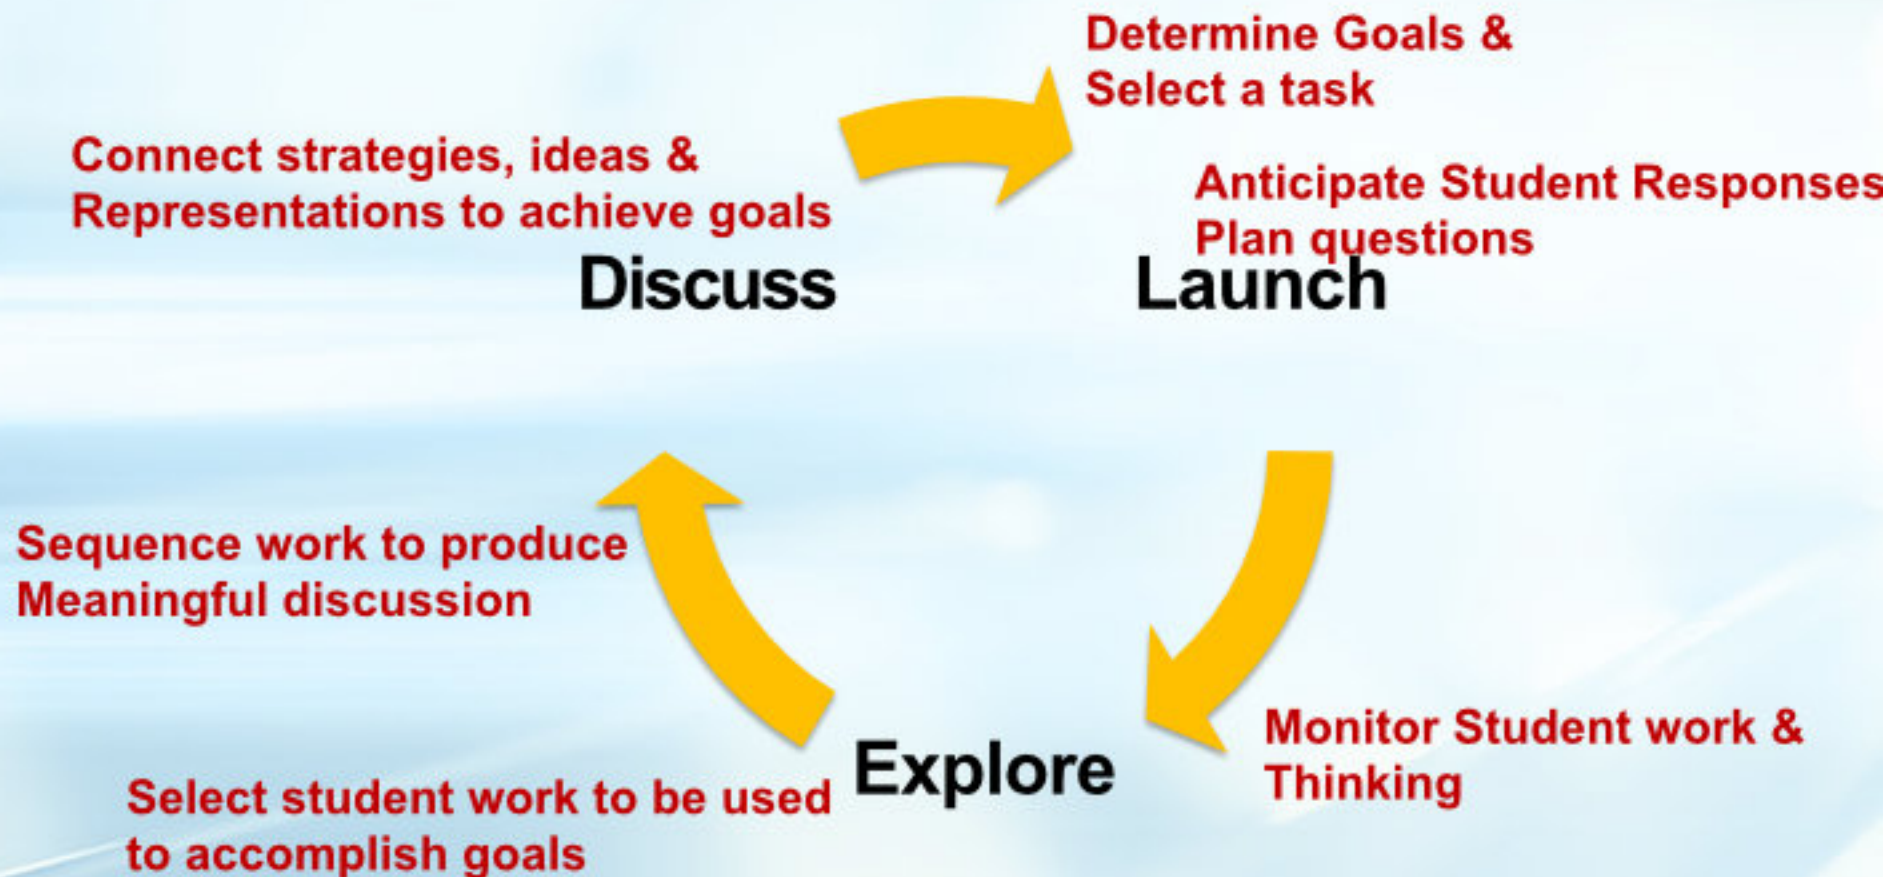 Determine Goals &
Select a task
Connect strategies, ideas &
Representations to achieve goals
Anticipate Student Responses
Plan questions
Discuss
Launch
Sequence work to produce
Meaningful discussion
Monitor Student work &
Thinking
Explore
Select student work to be used
to accomplish goals